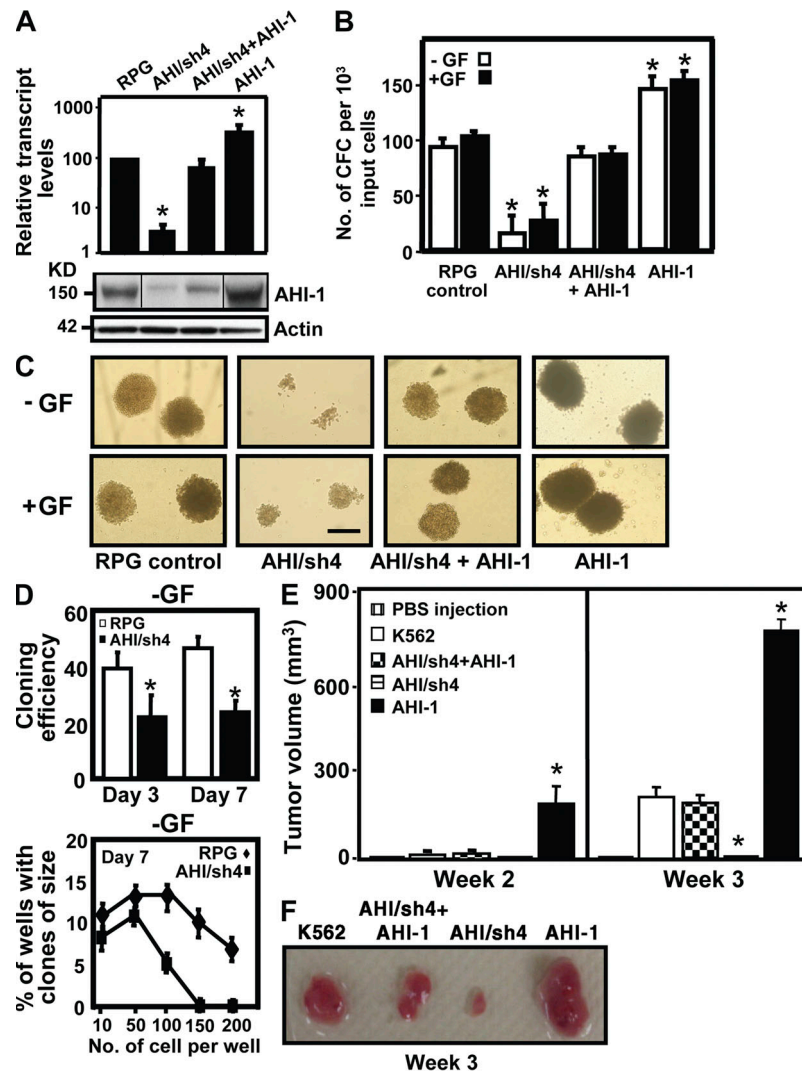 A
RPG
AHI/sh4
AHI/sh4+AHI-1
AHI-1
Relative transcript
levels
1000
100
10
1
*
*
KD
150
AHI-1
42
Actin
B
- GF
+GF
No. of CFC per 10³
input cells
150
100
50
0
*
*
*
*
RPG
control
AHI/sh4
AHI/sh4
+ AHI-1
AHI-1
C
- GF
+GF
RPG control
AHI/sh4
AHI/sh4 + AHI-1
AHI-1
D
-GF
Cloning
efficiency
60
40
20
0
RPG
AHI/sh4
*
*
Day 3
Day 7
-GF
% of wells with
clones of size
20
15
10
5
0
Day 7
RPG
AHI/sh4
10
50
100
150
200
No. of cell per well
E
Tumor volume (mm³)
900
600
300
0
PBS injection
K562
AHI/sh4+AHI-1
AHI/sh4
AHI-1
*
*
*
Week 2
Week 3
F
K562
AHI/sh4+
AHI-1
AHI/sh4
AHI-1
Week 3